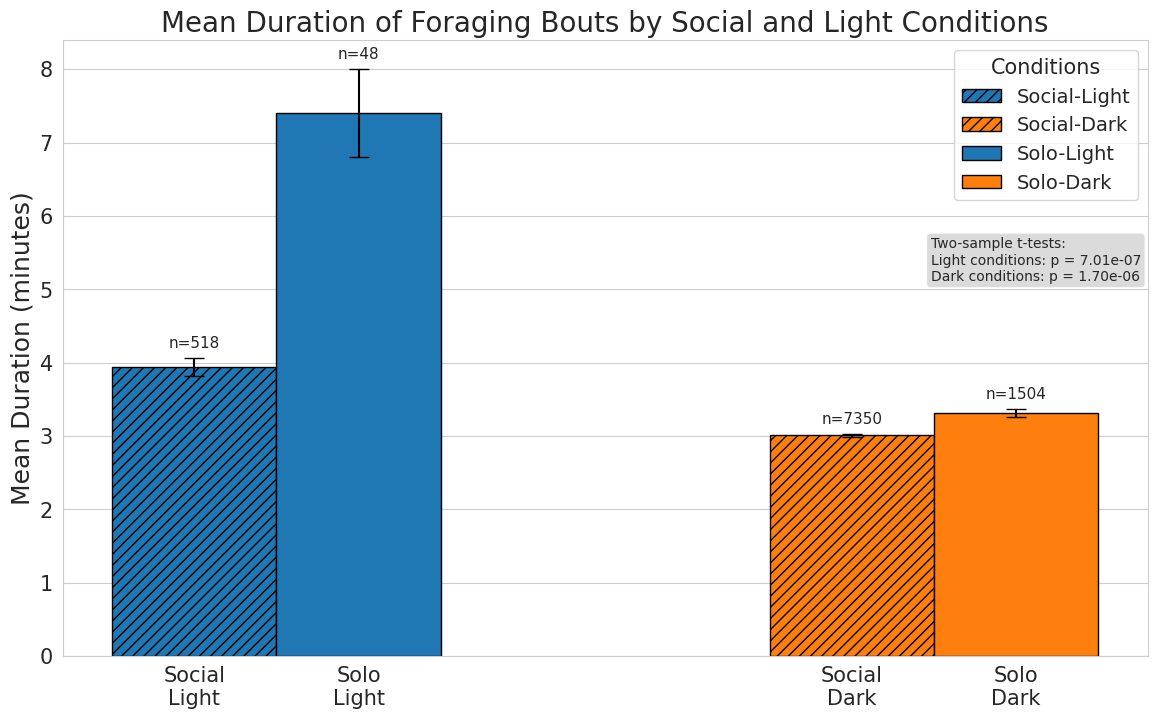 Mean Duration of Foraging Bouts by Social and Light Conditions
Mean Duration (minutes)
8
7
6
5
4
3
2
1
0
n=518
n=48
n=7350
n=1504
Conditions
Social-Light
Social-Dark
Solo-Light
Solo-Dark
Two-sample t-tests:
Light conditions: p = 7.01e-07
Dark conditions: p = 1.70e-06
Social
Light
Solo
Light
Social
Dark
Solo
Dark